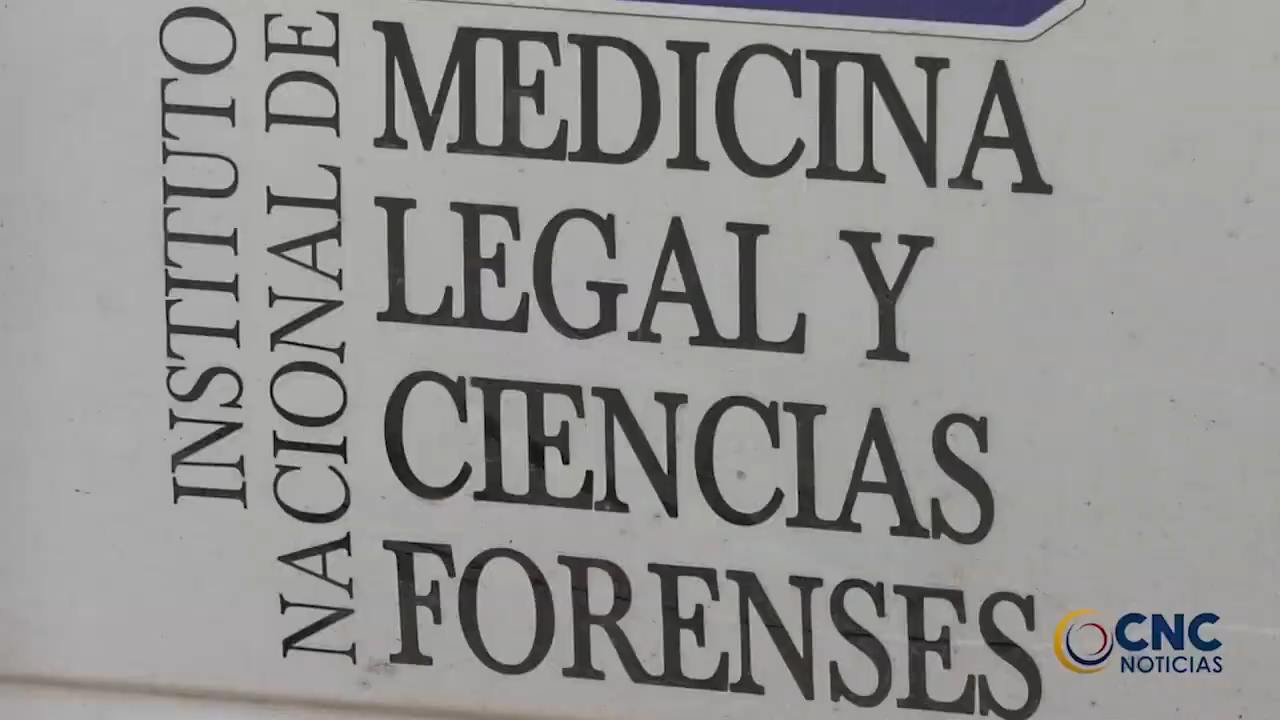 INSTITUTO
NACIONAL DE
MEDICINA
LEGAL Y
CIENCIAS
FORENSES
CNC
NOTICIAS